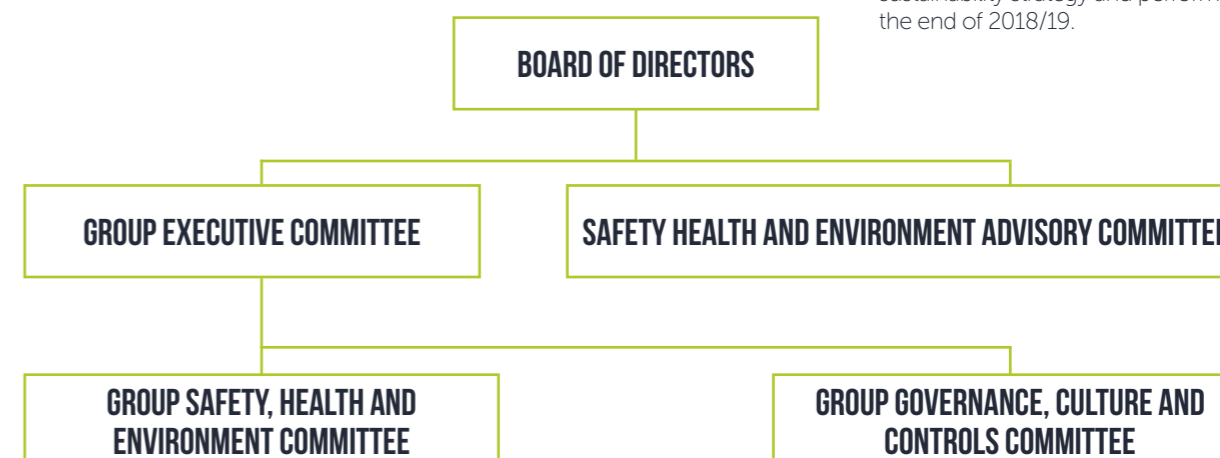 the end of 2018/19.
BOARD OF DIRECTORS
GROUP EXECUTIVE COMMITTEE
SAFETY HEALTH AND ENVIRONMENT ADVISORY COMMITTEE
GROUP SAFETY, HEALTH AND
ENVIRONMENT COMMITTEE
GROUP GOVERNANCE, CULTURE AND
CONTROLS COMMITTEE